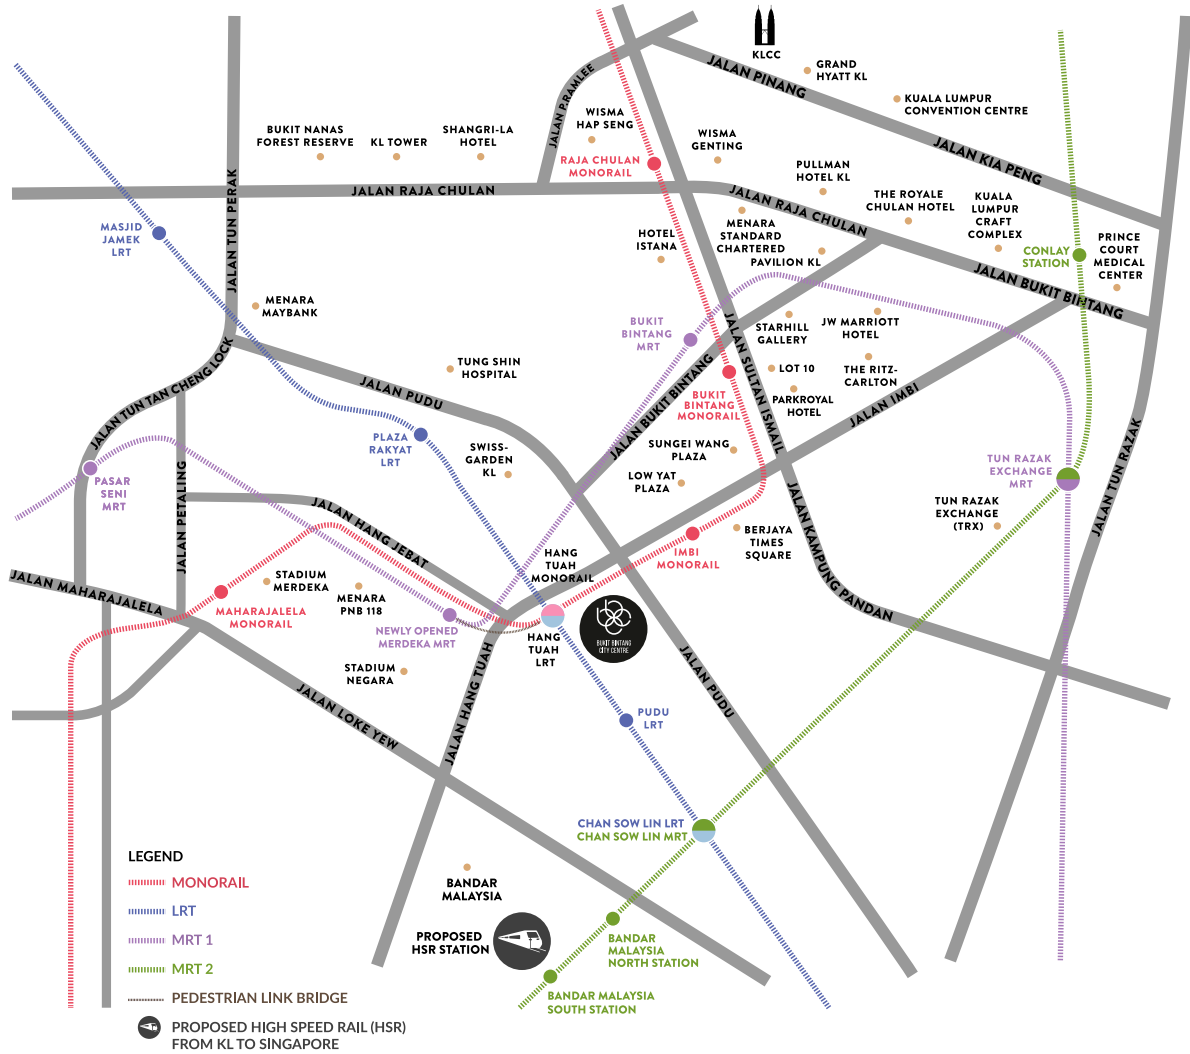 KLCC
JALAN PINANG
GRAND
HYATT KL
KUALA LUMPUR
CONVENTION CENTRE
JALAN P.RAMLEE
WISMA
HAP SENG
BUKIT NANAS
FOREST RESERVE
KL TOWER
SHANGRI-LA
HOTEL
WISMA
GENTING
JALAN KIA PENG
RAJA CHULAN
MONORAIL
PULLMAN
HOTEL KL
JALAN RAJA CHULAN
JALAN RAJA CHULAN
THE ROYALE
CHULAN HOTEL
KUALA
LUMPUR
CRAFT
COMPLEX
JALAN TUN PERAK
MASJID
JAMEK
LRT
HOTEL
ISTANA
MENARA
STANDARD
CHARTERED
PAVILION KL
CONLAY
STATION
PRINCE
COURT
MEDICAL
CENTER
JALAN BUKIT BINTANG
MENARA
MAYBANK
BUKIT
BINTANG
MRT
JALAN SULTAN ISMAIL
STARHILL
GALLERY
JW MARRIOTT
HOTEL
JALAN TUN TAN CHENG LOCK
TUNG SHIN
HOSPITAL
JALAN PUDU
LOT 10
THE RITZ-
CARLTON
BUKIT
BINTANG
MONORAIL
PARKROYAL
HOTEL
JALAN BUKIT BINTANG
JALAN IMBI
PLAZA
RAKYAT
LRT
SWISS-
GARDEN
KL
SUNGEI WANG
PLAZA
LOW YAT
PLAZA
TUN RAZAK
EXCHANGE
MRT
JALAN TUN RAZAK
PASAR
SENI
MRT
JALAN PETALING
JALAN HANG JEBAT
JALAN KAMPUNG PANDAN
TUN RAZAK
EXCHANGE
(TRX)
BERJAYA
TIMES
SQUARE
IMBI
MONORAIL
HANG
TUAH
MONORAIL
JALAN MAHARAJALELA
STADIUM
MERDEKA
MENARA
PNB 118
MAHARAJALELA
MONORAIL
NEWLY OPENED
MERDEKA MRT
HANG
TUAH
LRT
BUKIT BINTANG
CITY CENTRE
STADIUM
NEGARA
JALAN HANG TUAH
JALAN PUDU
JALAN LOKE YEW
PUDU
LRT
CHAN SOW LIN LRT
CHAN SOW LIN MRT
BANDAR
MALAYSIA
PROPOSED
HSR STATION
BANDAR
MALAYSIA
NORTH STATION
BANDAR MALAYSIA
SOUTH STATION
LEGEND
MONORAIL
LRT
MRT 1
MRT 2
PEDESTRIAN LINK BRIDGE
PROPOSED HIGH SPEED RAIL (HSR)
FROM KL TO SINGAPORE